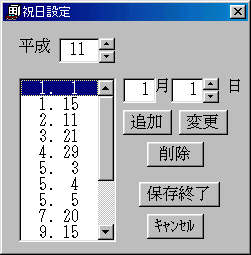 祝日設定
平成 11
1. 1
1. 15
2. 11
3. 21
4. 29
5. 3
5. 4
5. 5
7. 20
9. 15
1 月 1 日
追加 変更
削除
保存終了
ｷｬﾝｾﾙ